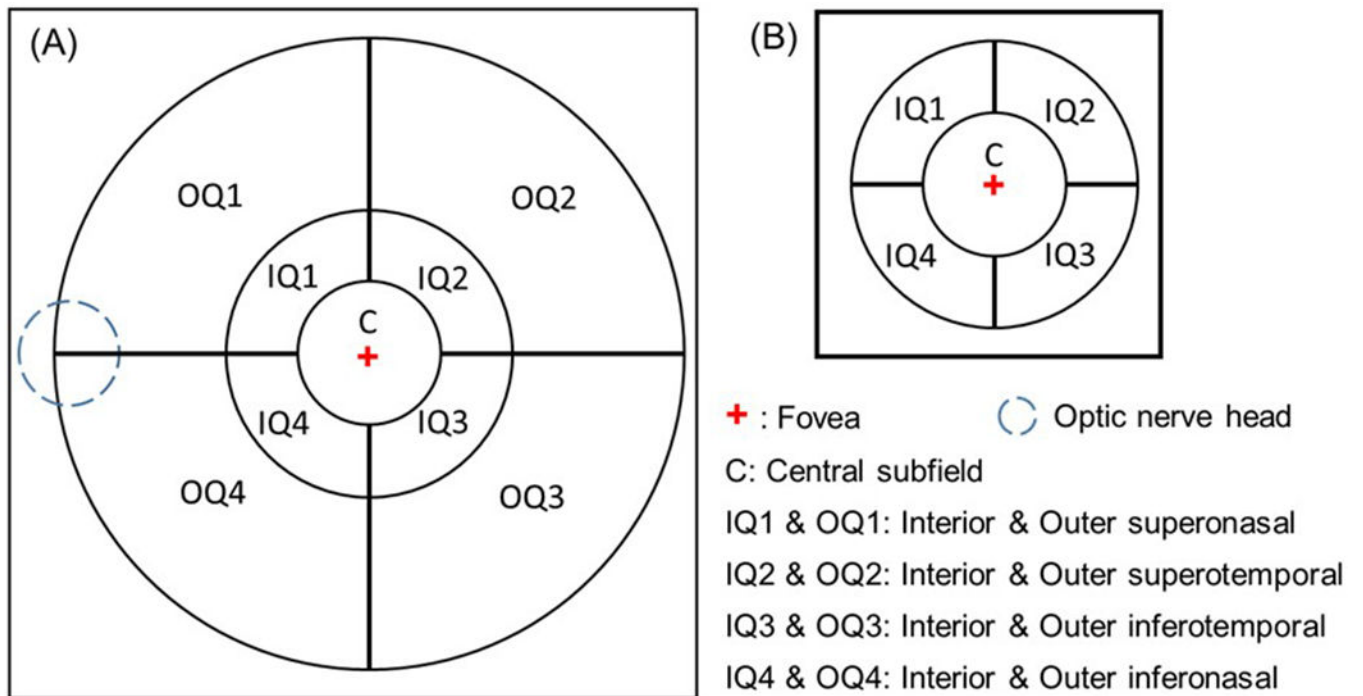 (A)
OQ1
OQ2
IQ1
IQ2
C
IQ4
IQ3
OQ4
OQ3
(B)
IQ1
IQ2
C
IQ4
IQ3
: Fovea
Optic nerve head
C: Central subfield
IQ1 & OQ1: Interior & Outer superonasal
IQ2 & OQ2: Interior & Outer superotemporal
IQ3 & OQ3: Interior & Outer inferotemporal
IQ4 & OQ4: Interior & Outer inferonasal